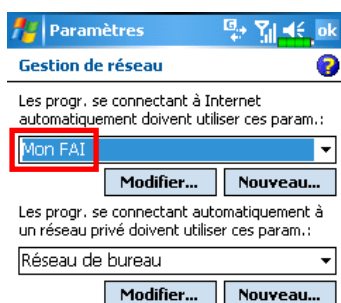 Paramètres
ok
Gestion de réseau
Les progr. se connectant à Internet
automatiquement doivent utiliser ces param.:
Mon FAI
Modifier... Nouveau...
Les progr. se connectant automatiquement à
un réseau privé doivent utiliser ces param.:
Réseau de bureau
Modifier... Nouveau...